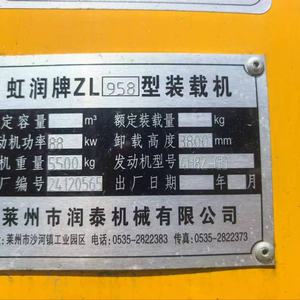 虹润牌ZL 958 型装载机
定容量 m³ 额定装载量 kg
动机功率 88 kw 卸载高度 3800 mm
机重量 5500 kg 发动机型号
厂编号 2412056 出厂日期 年 月
莱州市润泰机械有限公司
:莱州市沙河镇工业园区 电话:0535-2822383 传真:0535-2822373